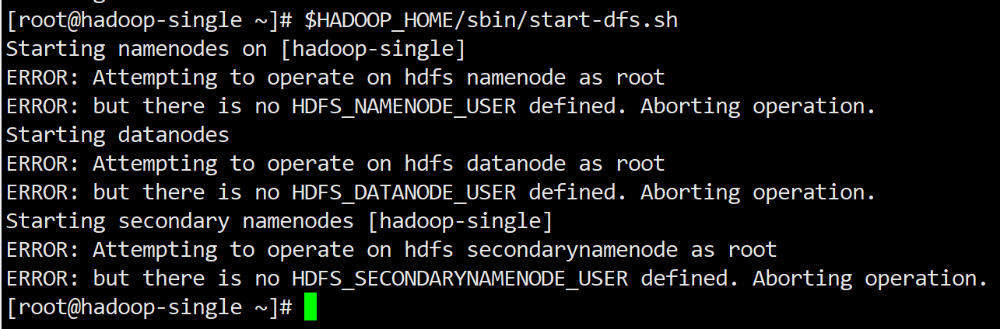 [root@hadoop-single ~]# $HADOOP_HOME/sbin/start-dfs.sh
Starting namenodes on [hadoop-single]
ERROR: Attempting to operate on hdfs namenode as root
ERROR: but there is no HDFS_NAMENODE_USER defined. Aborting operation.
Starting datanodes
ERROR: Attempting to operate on hdfs datanode as root
ERROR: but there is no HDFS_DATANODE_USER defined. Aborting operation.
Starting secondary namenodes [hadoop-single]
ERROR: Attempting to operate on hdfs secondarynamenode as root
ERROR: but there is no HDFS_SECONDARYNAMENODE_USER defined. Aborting operation.
[root@hadoop-single ~]#